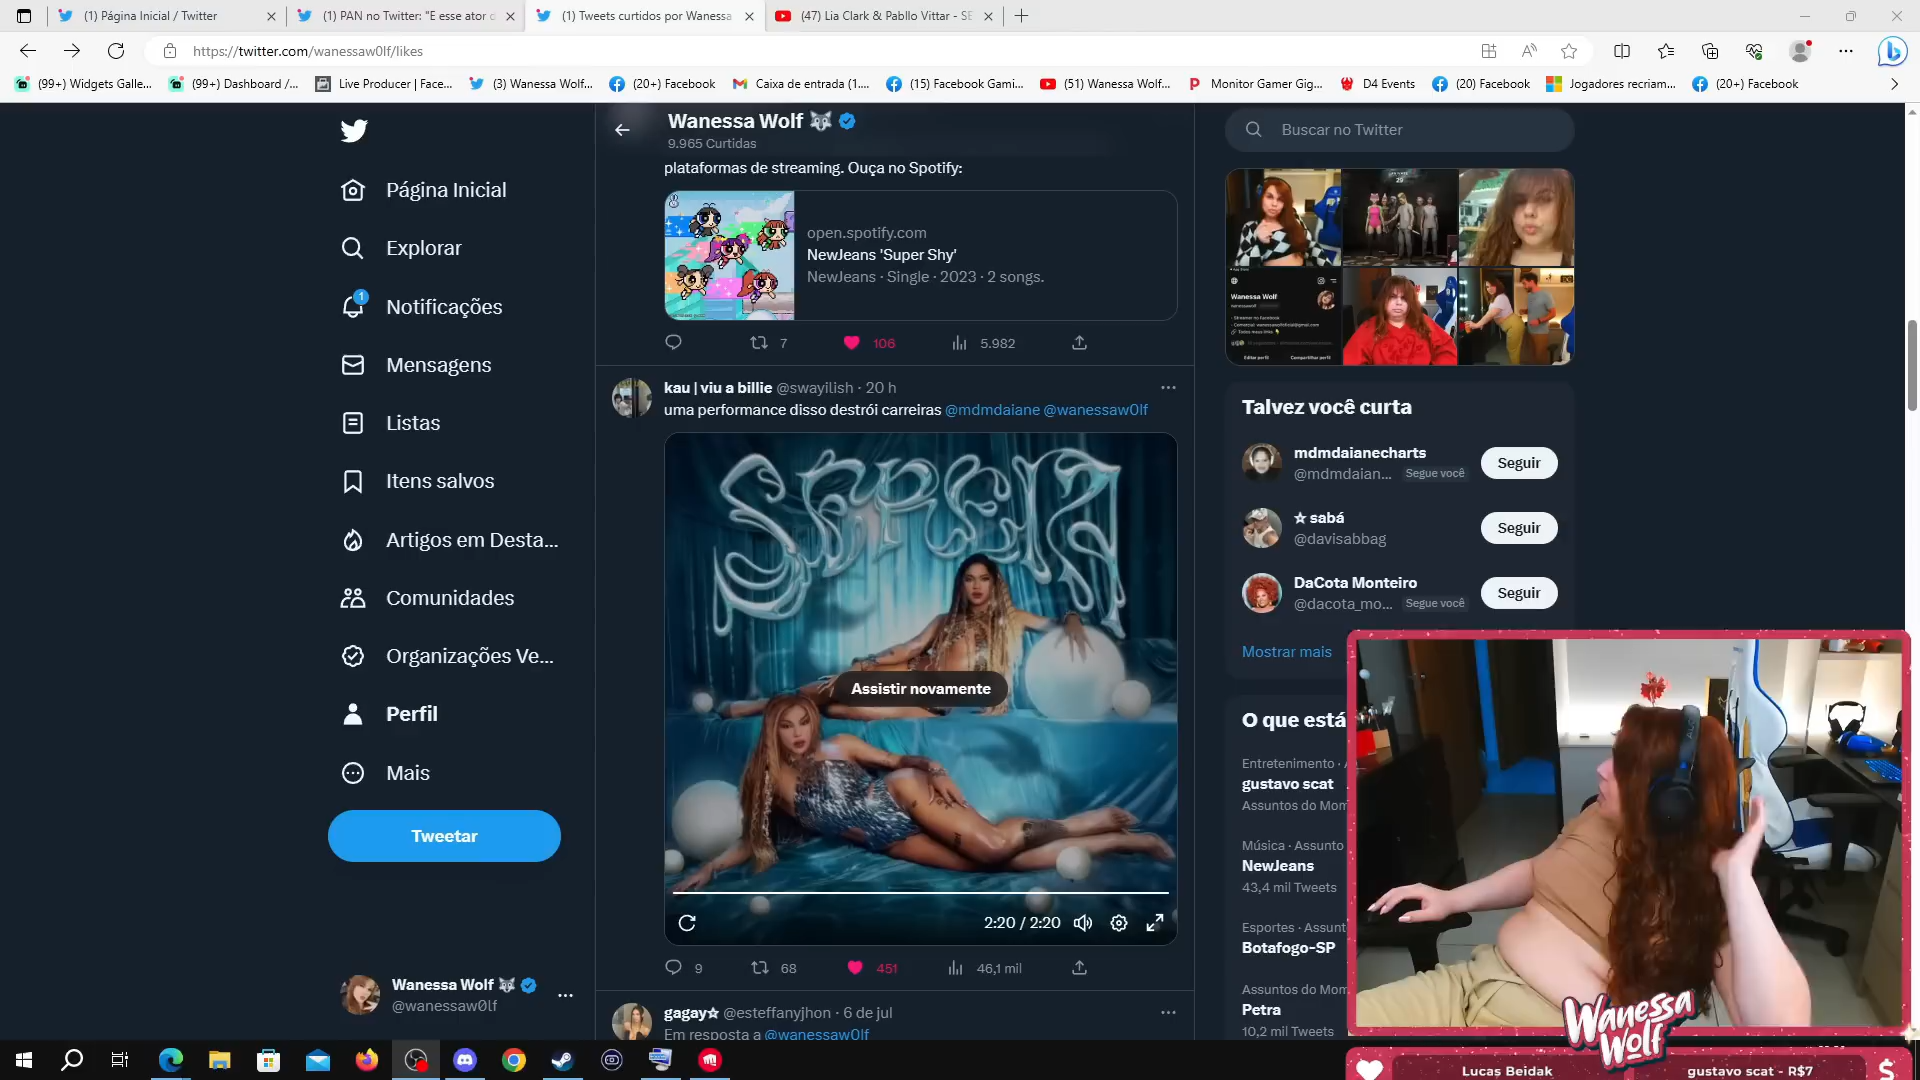 (1) Página Inicial / Twitter
(1) PAN no Twitter: "E esse ator d
(1) Tweets curtidos por Wanessa
(47) Lia Clark & Pabllo Vittar - SE
https://twitter.com/wanessaw0lf/likes
(99+) Widgets Galle...
(99+) Dashboard /...
Live Producer | Face...
(3) Wanessa Wolf...
(20+) Facebook
Caixa de entrada (1....
(15) Facebook Gami...
(51) Wanessa Wolf...
Monitor Gamer Gig...
D4 Events
(20) Facebook
Jogadores recriam...
(20+) Facebook
Página Inicial
Explorar
1
Notificações
Mensagens
Listas
Itens salvos
Artigos em Desta...
Comunidades
Organizações Ve...
Perfil
Mais
Tweetar
Wanessa Wolf
@wanessaw0lf
Wanessa Wolf
9.965 Curtidas
plataformas de streaming. Ouça no Spotify:
open.spotify.com
NewJeans 'Super Shy'
NewJeans · Single · 2023 · 2 songs.
7
106
5.982
kau | viu a billie @swayilish · 20 h
uma performance disso destrói carreiras @mdmdaiane @wanessaw0lf
SEREIA
Assistir novamente
2:20 / 2:20
9
68
451
46,1 mil
gagay☆ @esteffanyjhon · 6 de jul
Em resposta a @wanessaw0lf
Buscar no Twitter
Wanessa Wolf
Talvez você curta
mdmdaianecharts
@mdmdaian... Segue você
Seguir
☆ sabá
@davisabbag
Seguir
DaCota Monteiro
@dacota_mo... Segue você
Seguir
Mostrar mais
O que está
Entretenimento · A
gustavo scat
Assuntos do Mom
Música · Assunto
NewJeans
43,4 mil Tweets
Esportes · Assunt
Botafogo-SP
Assuntos do Mom
Petra
10,2 mil Tweets
Wanessa
Wolf
Lucas Beidak
gustavo scat - R$7